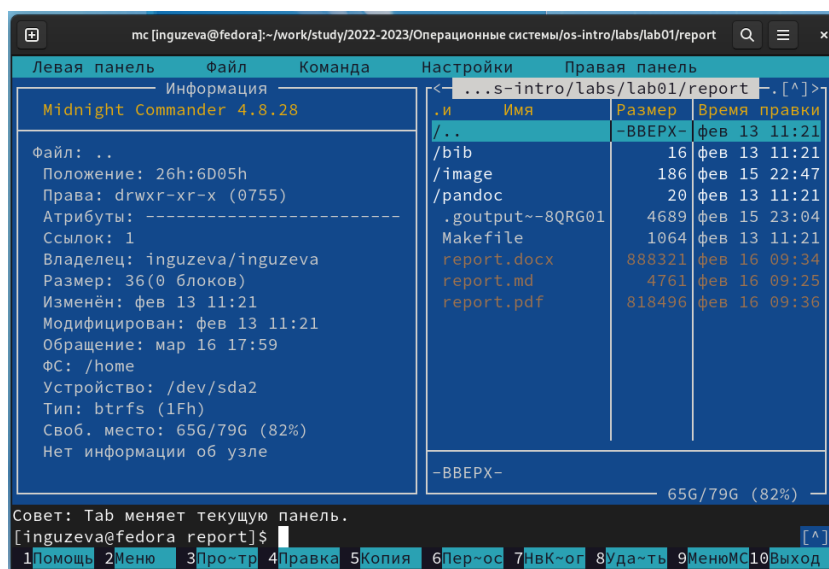 mc [inguzeva@fedora]:~/work/study/2022-2023/Операционные системы/os-intro/labs/lab01/report
Левая панель Файл Команда Настройки Правая панель
Информация
Midnight Commander 4.8.28
Файл: ..
Положение: 26h:6D05h
Права: drwxr-xr-x (0755)
Атрибуты: --------------------------
Ссылок: 1
Владелец: inguzeva/inguzeva
Размер: 36(0 блоков)
Изменён: фев 13 11:21
Модифицирован: фев 13 11:21
Обращение: мар 16 17:59
ФС: /home
Устройство: /dev/sda2
Тип: btrfs (1Fh)
Своб. место: 65G/79G (82%)
Нет информации об узле
<- ...s-intro/labs/lab01/report -.[^]>
.и Имя Размер Время правки
/.. -ВВЕРХ- фев 13 11:21
/bib 16 фев 13 11:21
/image 186 фев 15 22:47
/pandoc 20 фев 13 11:21
.goutput~-8QRG01 4689 фев 15 23:04
Makefile 1064 фев 13 11:21
report.docx 888321 фев 16 09:34
report.md 4761 фев 16 09:25
report.pdf 818496 фев 16 09:36
-ВВЕРХ-
65G/79G (82%)
Совет: Tab меняет текущую панель.
[inguzeva@fedora report]$ [^]
1Помощь 2Меню 3Про~тр 4Правка 5Копия 6Пер~ос 7НвК~ог 8Уда~ть 9МенюMC 10Выход